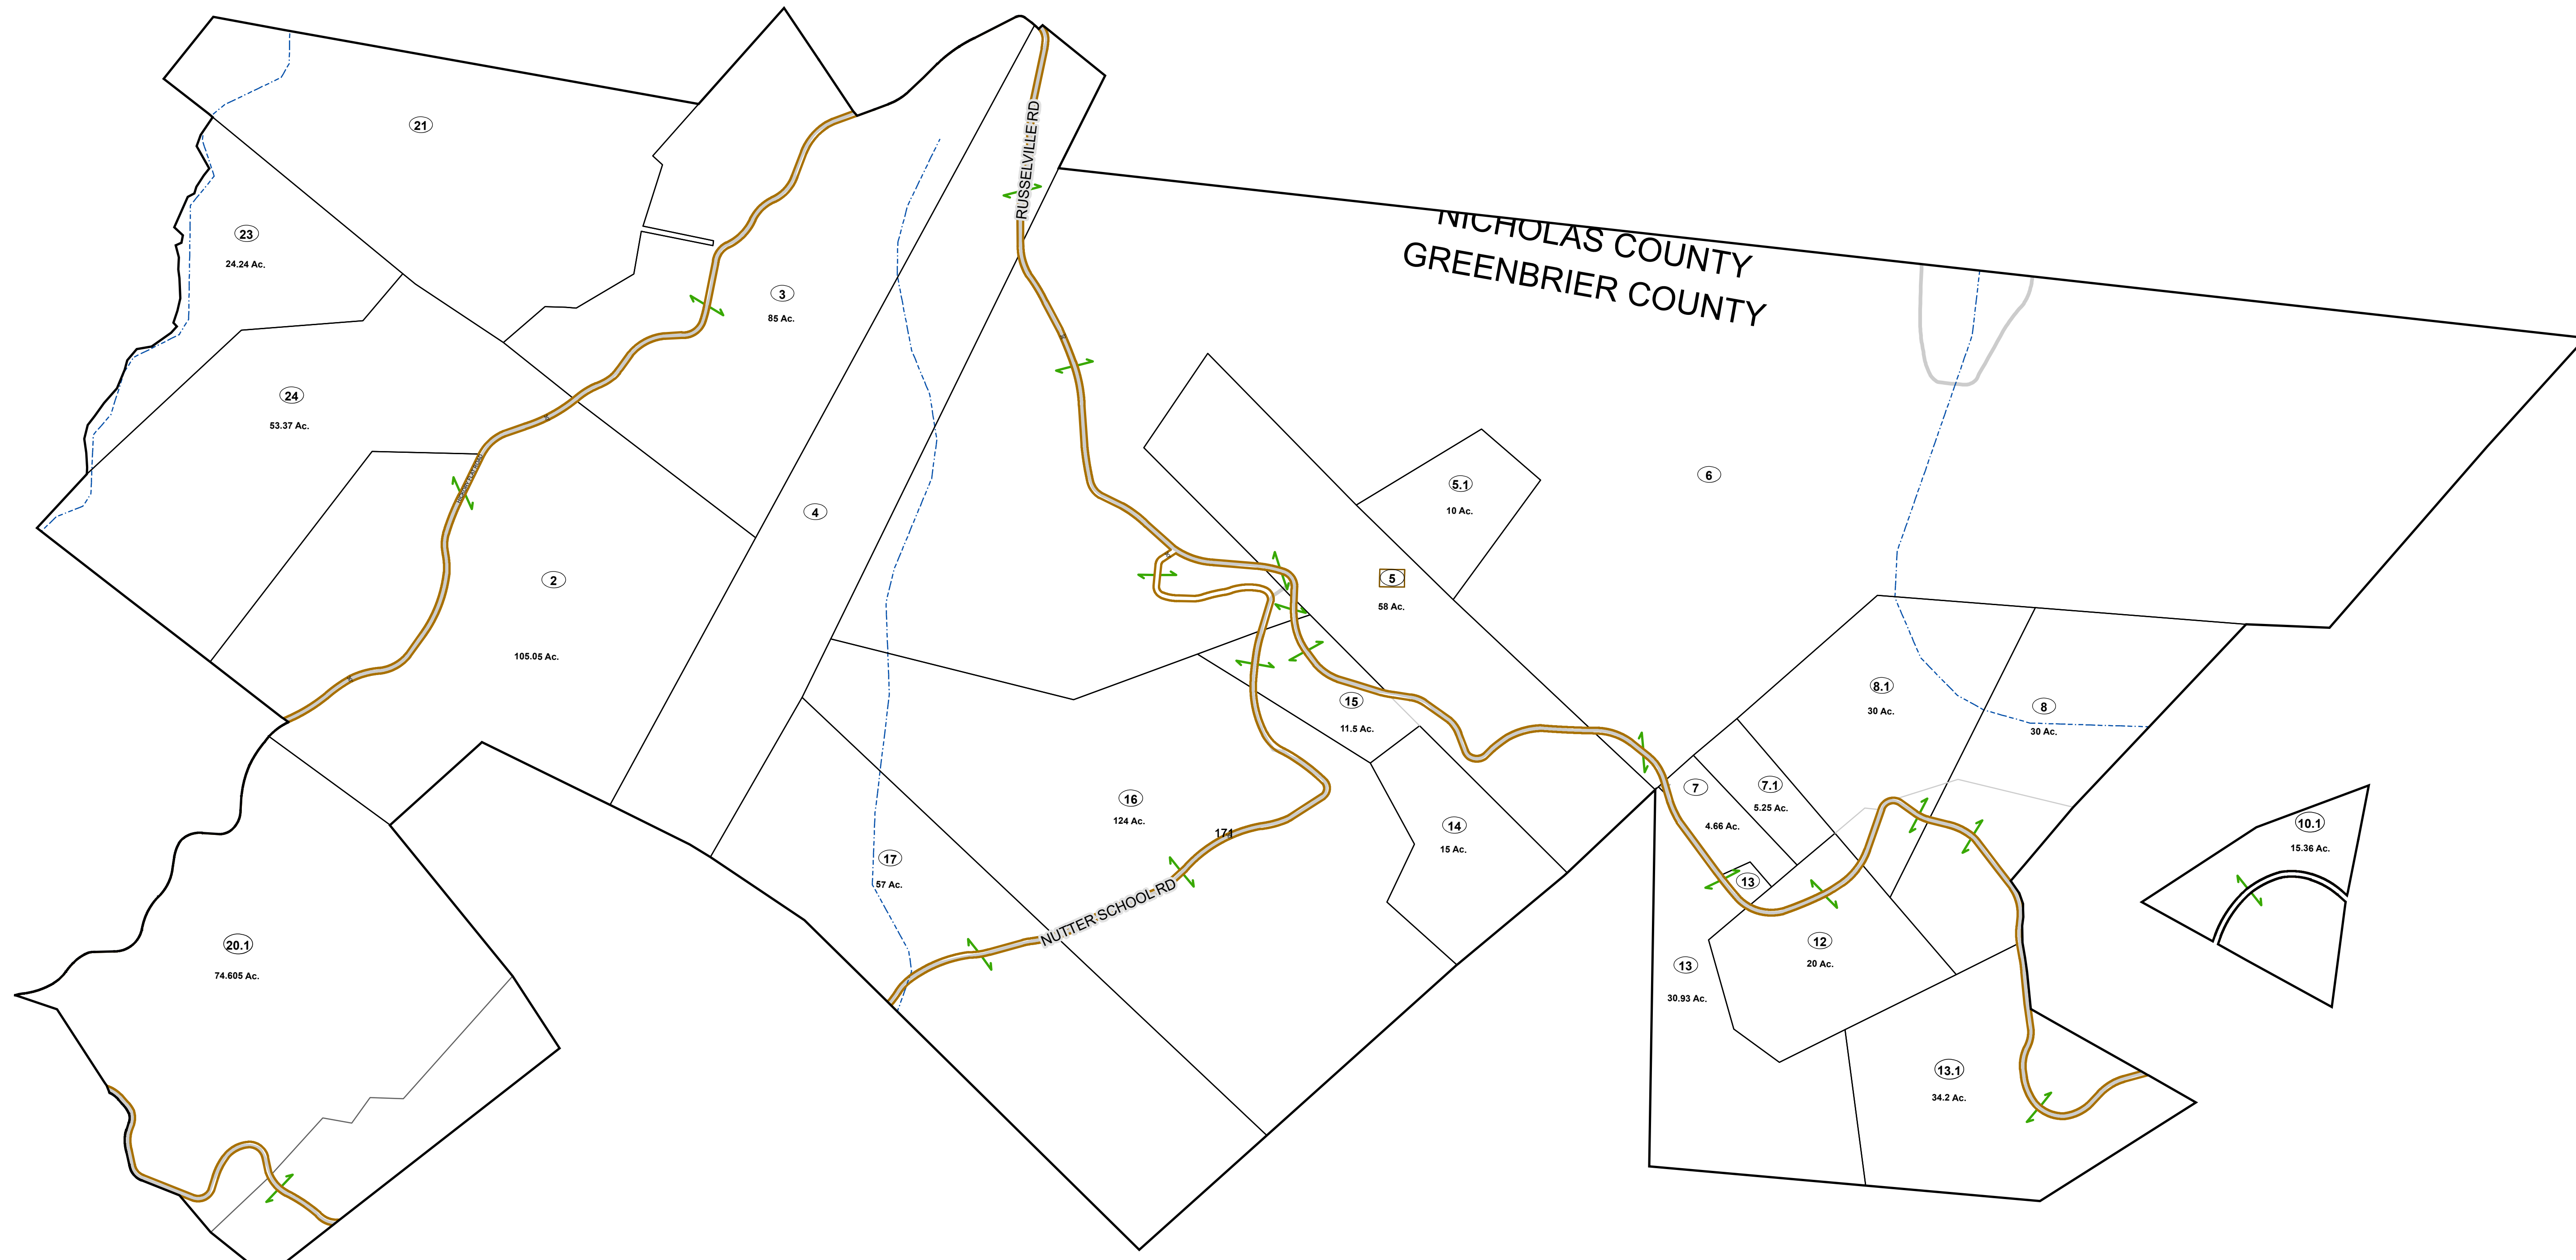 RUSSELVILLE RD
NICHOLAS COUNTY
GREENBRIER COUNTY
21
23
24.24 Ac.
3
85 Ac.
24
53.37 Ac.
6
5.1
10 Ac.
4
2
105.05 Ac.
5
58 Ac.
8.1
30 Ac.
8
30 Ac.
15
11.5 Ac.
7
4.66 Ac.
7.1
5.25 Ac.
16
124 Ac.
171
14
15 Ac.
10.1
15.36 Ac.
17
57 Ac.
13
NUTTER SCHOOL RD
20.1
74.605 Ac.
12
20 Ac.
13
30.93 Ac.
13.1
34.2 Ac.